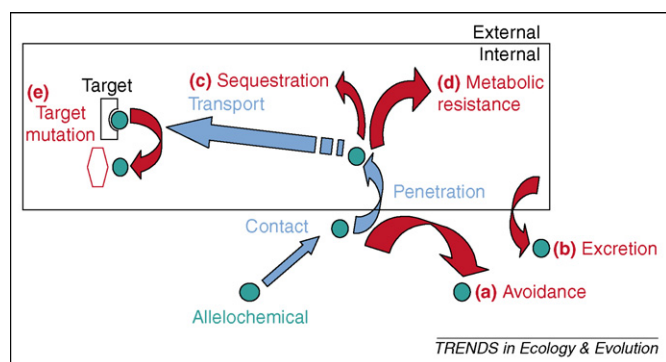 External
Internal
(e)
Target
Target
mutation
(c) Sequestration
Transport
(d) Metabolic
resistance
Penetration
Contact
(b) Excretion
(a) Avoidance
Allelochemical
TRENDS in Ecology & Evolution